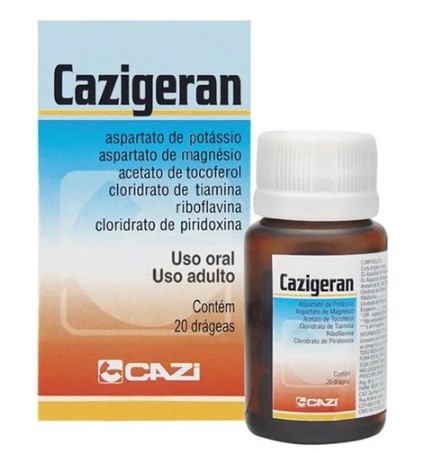 Cazigeran
aspartato de potássio
aspartato de magnésio
acetato de tocoferol
cloridrato de tiamina
riboflavina
cloridrato de piridoxina
Uso oral
Uso adulto
Contém
20 drágeas
CAZi
Cazigeran
Aspartato de Potássio
Aspartato de Magnésio
Acetato de Tocoferol
Cloridrato de Tiamina
Riboflavina
Cloridrato de Piridoxina
Contém
20 drágeas
CAZi